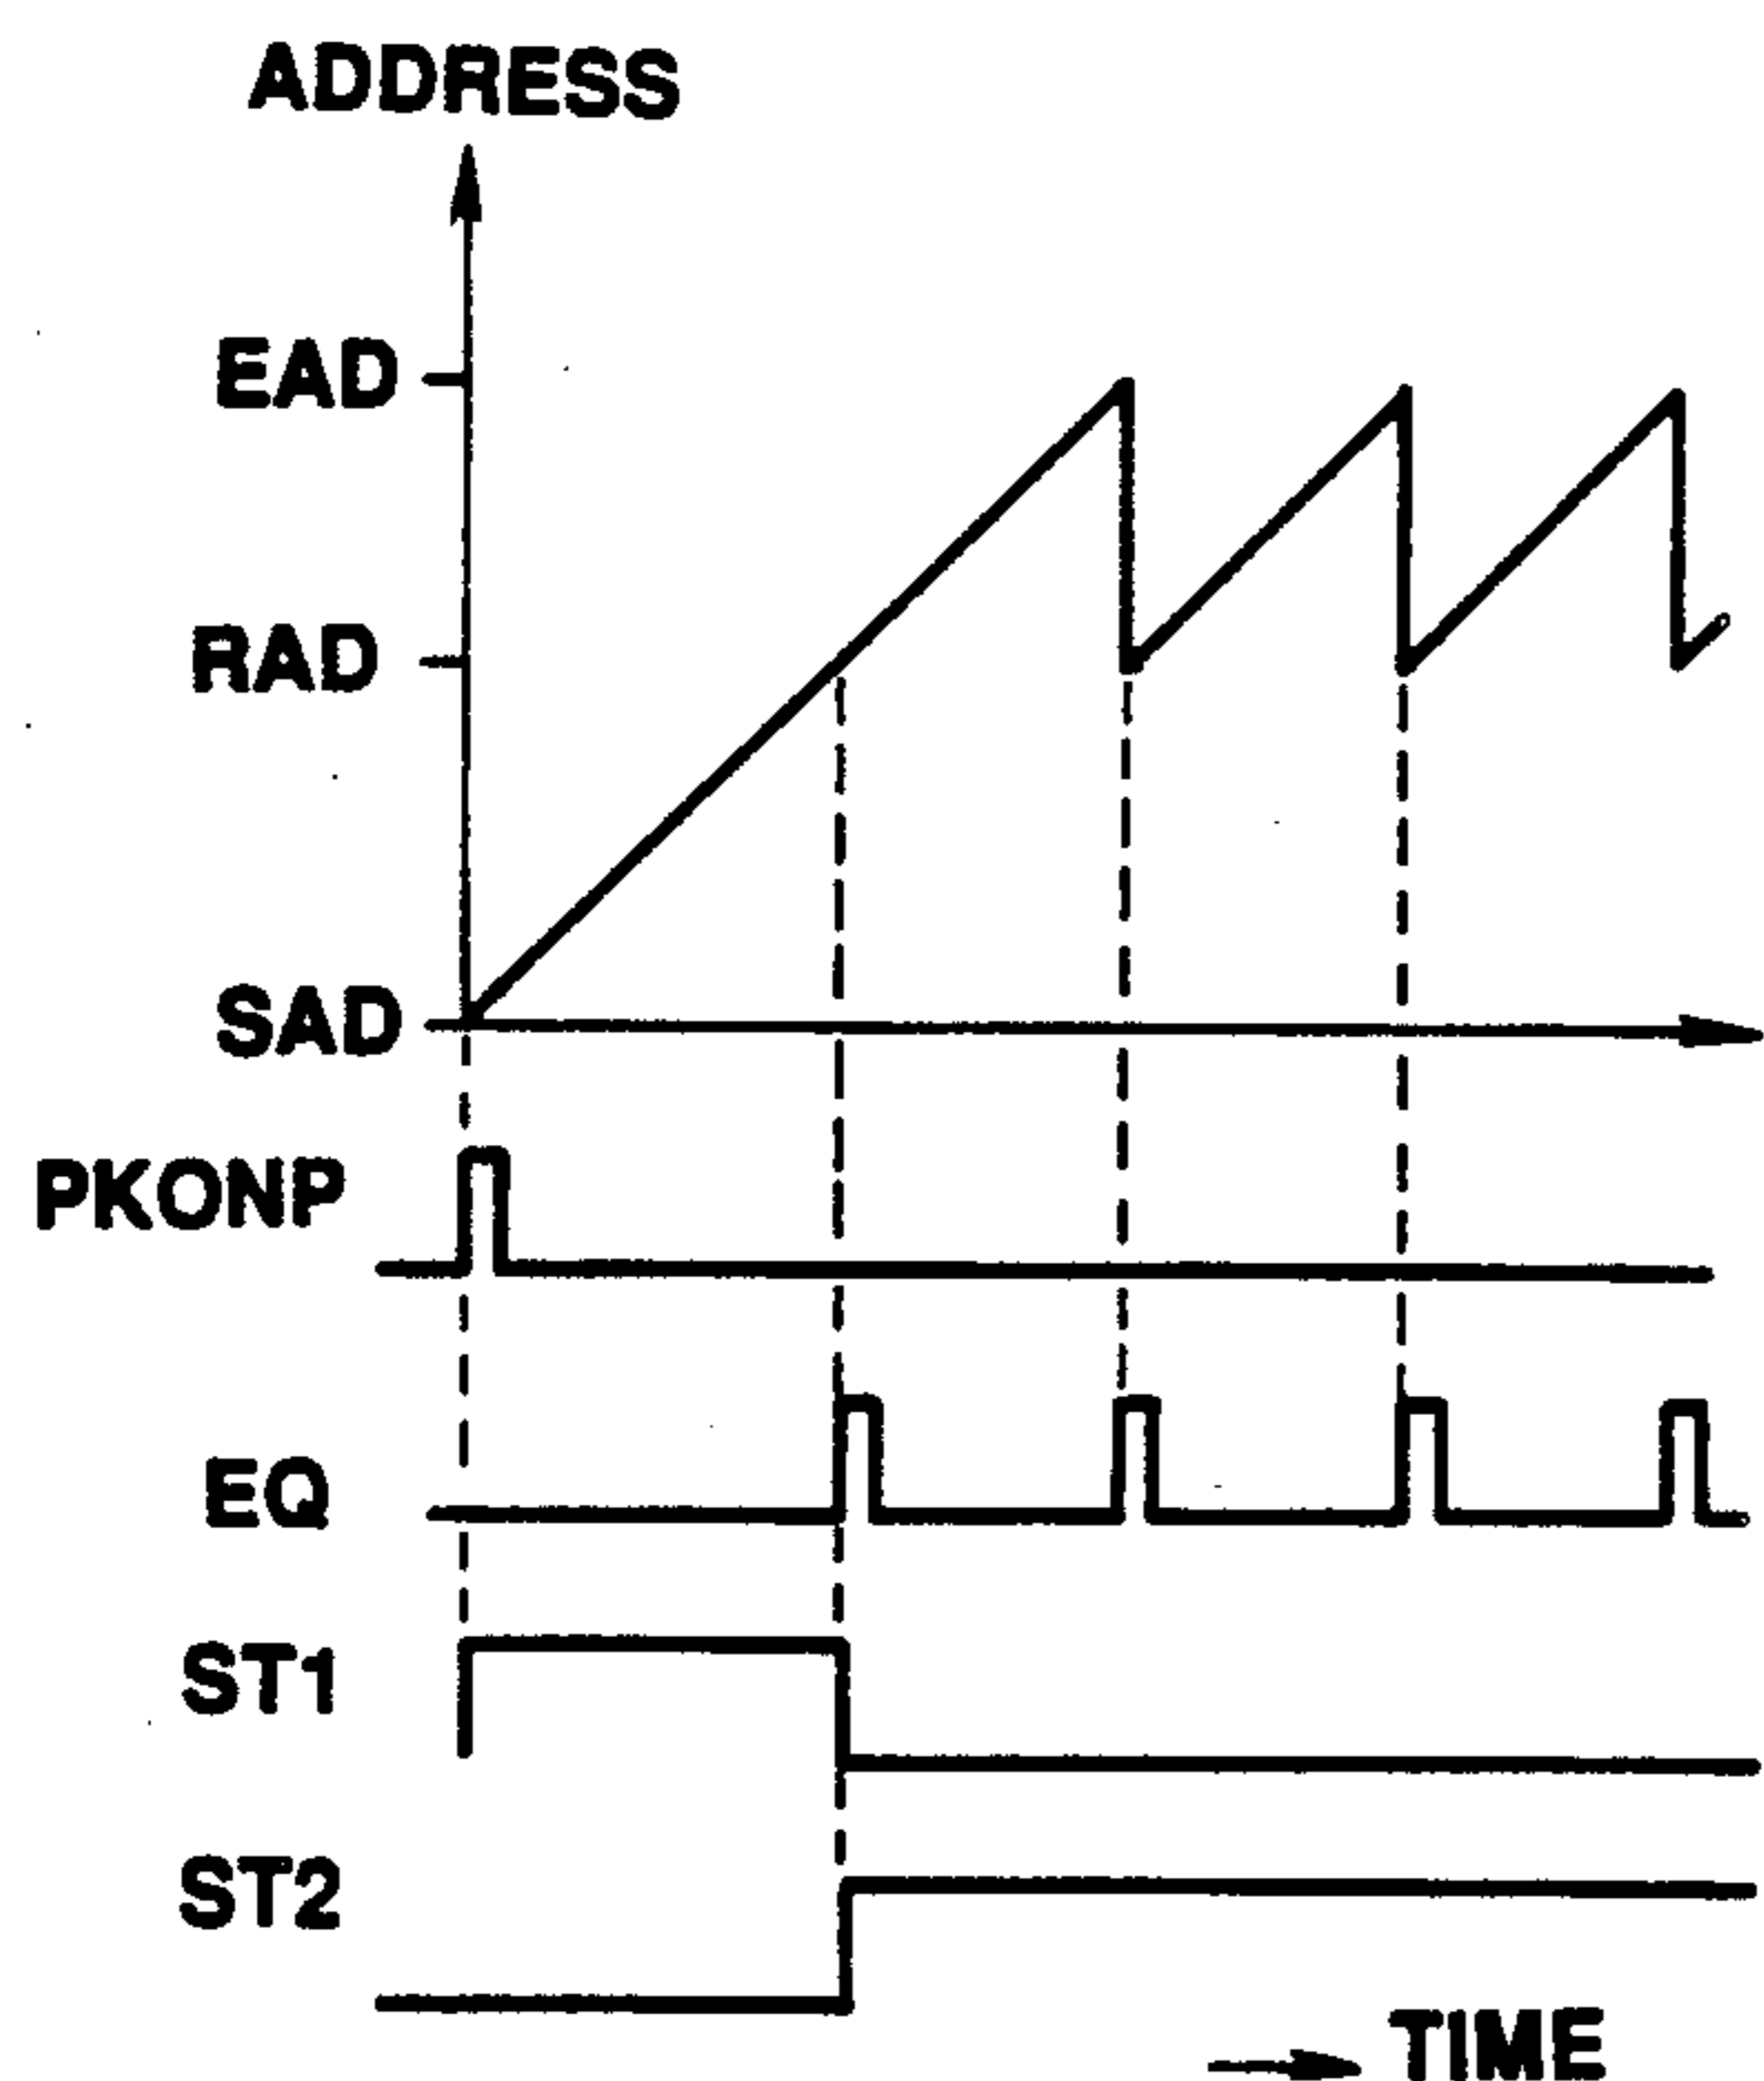 ADDRESS
EAD
RAD
SAD
PKONP
EQ
ST1
ST2
TIME